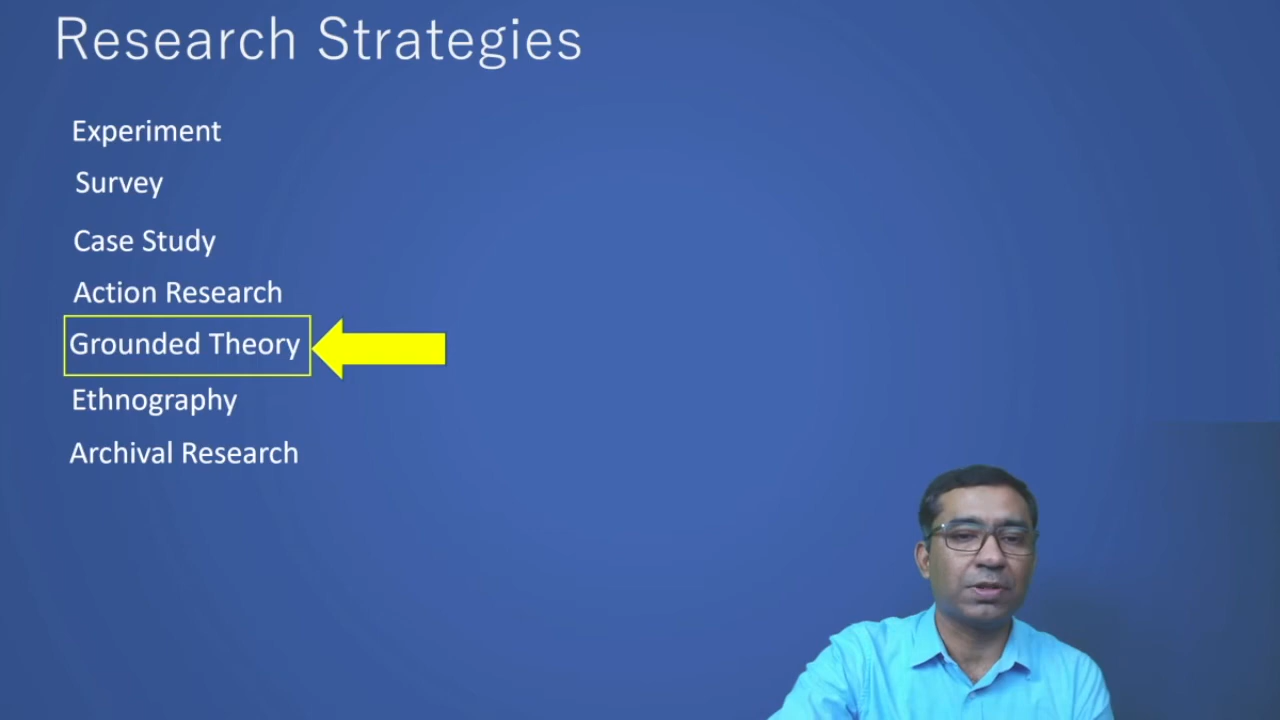 Research Strategies
Experiment
Survey
Case Study
Action Research
Grounded Theory
Ethnography
Archival Research